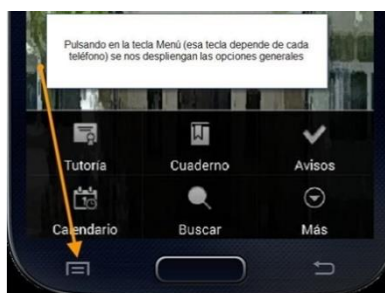 Pulsando en la tecla Menú (esa tecla depende de cada
teléfono) se nos despliengan las opciones generales
Tutoría Cuaderno Avisos
Calendario Buscar Más